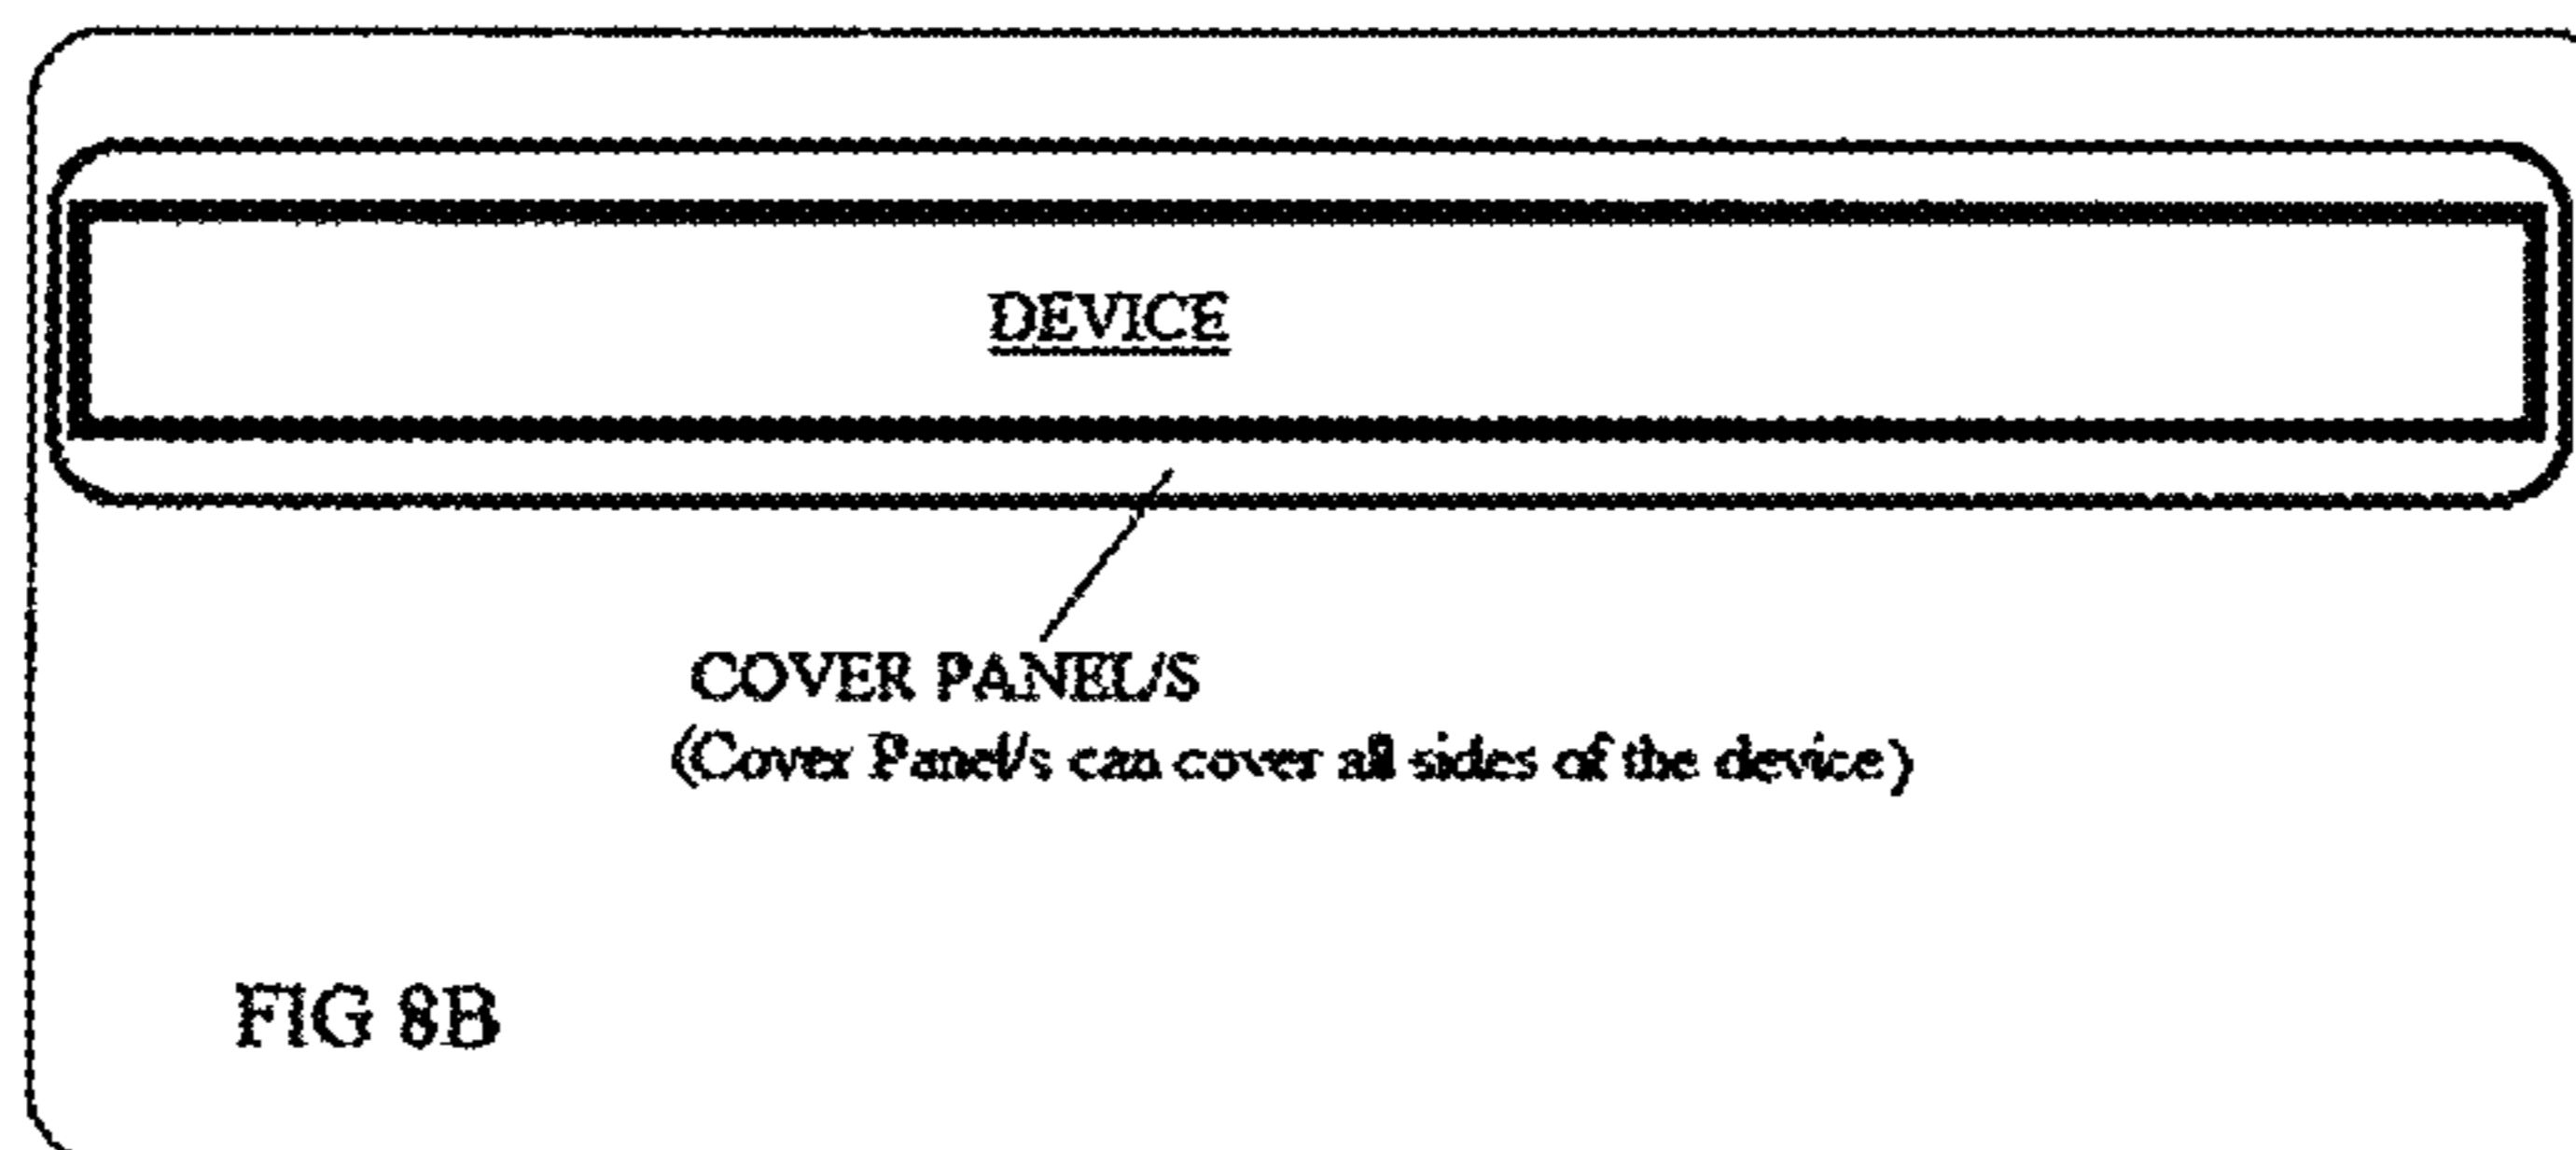 DEVICE
COVER PANEL/S
(Cover Panel/s can cover all sides of the device)
FIG 8B